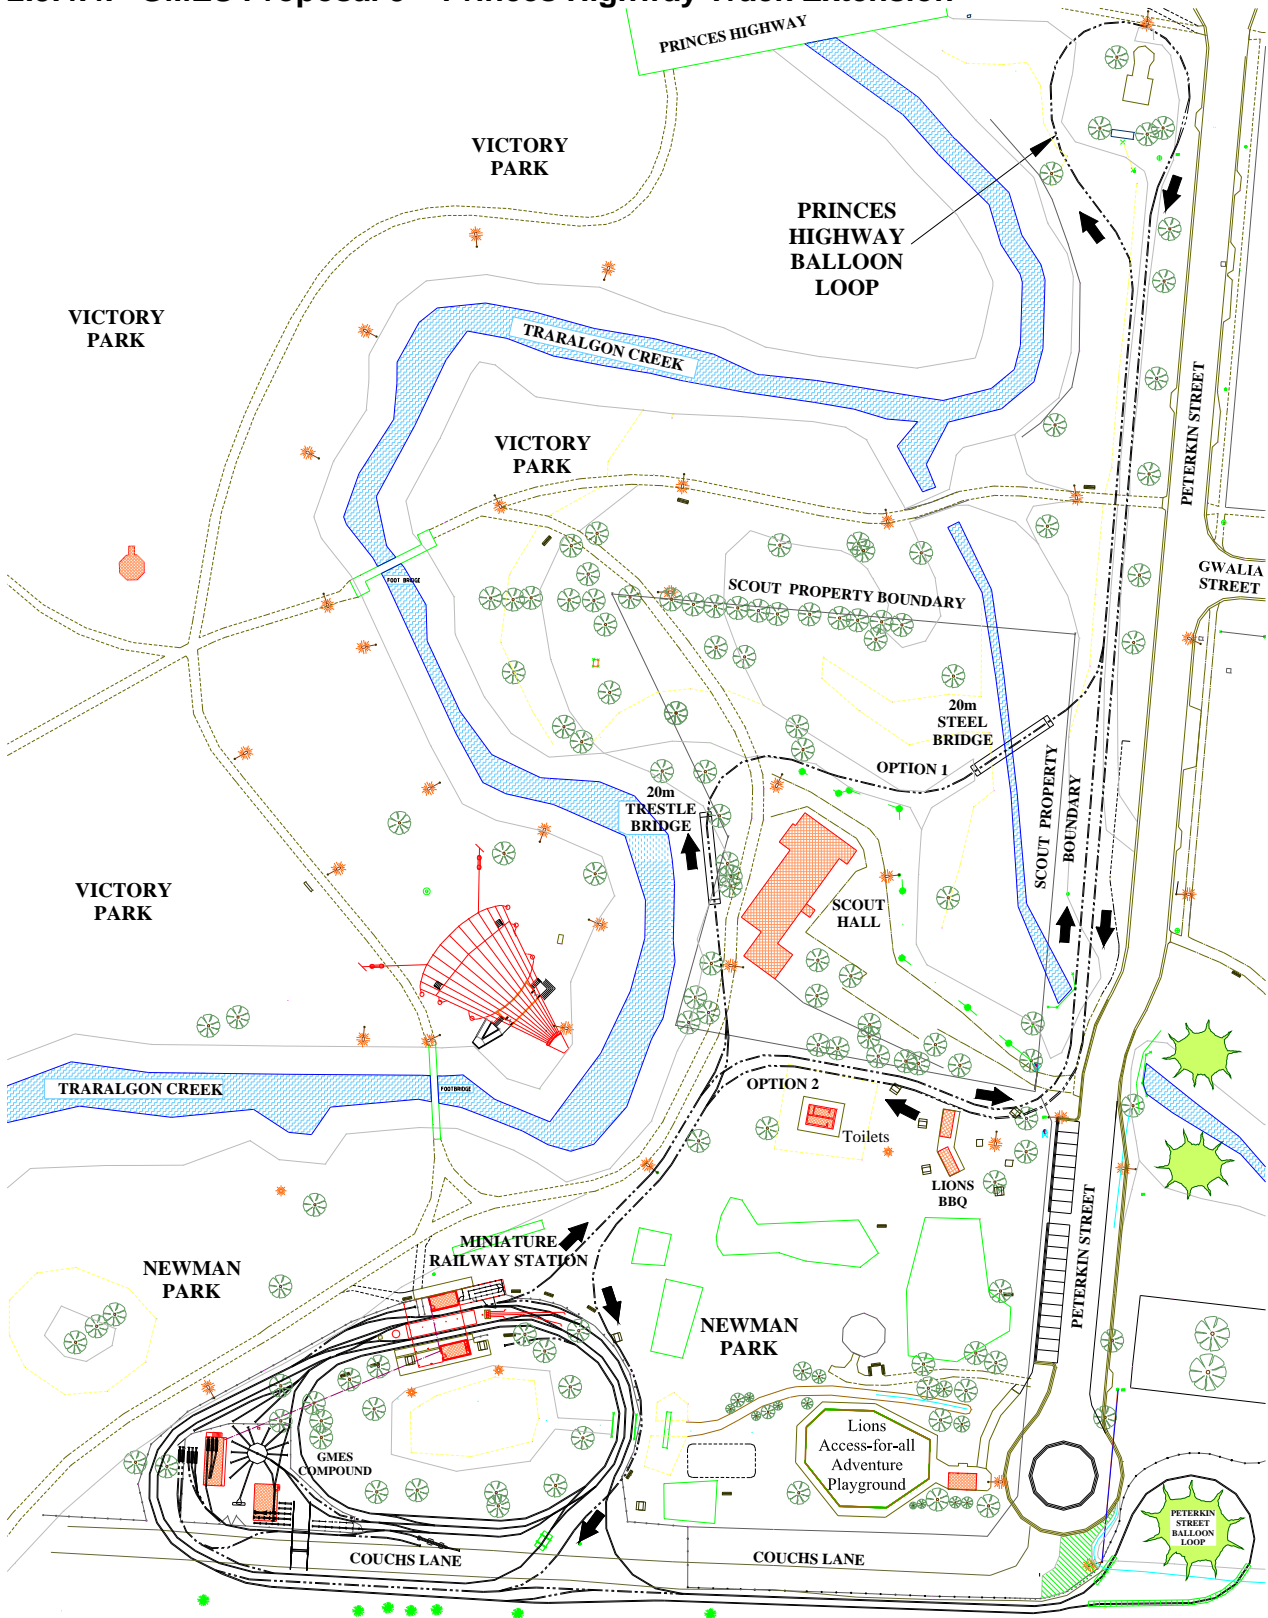 PRINCES HIGHWAY
VICTORY
PARK
PRINCES
HIGHWAY
BALLOON
LOOP
VICTORY
PARK
TRARALGON CREEK
PETERKIN STREET
VICTORY
PARK
GWALIA
STREET
FOOT BRIDGE
SCOUT PROPERTY BOUNDARY
20m
STEEL
BRIDGE
OPTION 1
20m
TRESTLE
BRIDGE
SCOUT PROPERTY
BOUNDARY
VICTORY
PARK
SCOUT
HALL
TRARALGON CREEK
FOOTBRIDGE
OPTION 2
Toilets
LIONS
BBQ
PETERKIN STREET
MINIATURE
RAILWAY STATION
NEWMAN
PARK
NEWMAN
PARK
Lions
Access-for-all
Adventure
Playground
GMES
COMPOUND
PETERKIN
STREET
BALLOON
LOOP
COUCHS LANE
COUCHS LANE